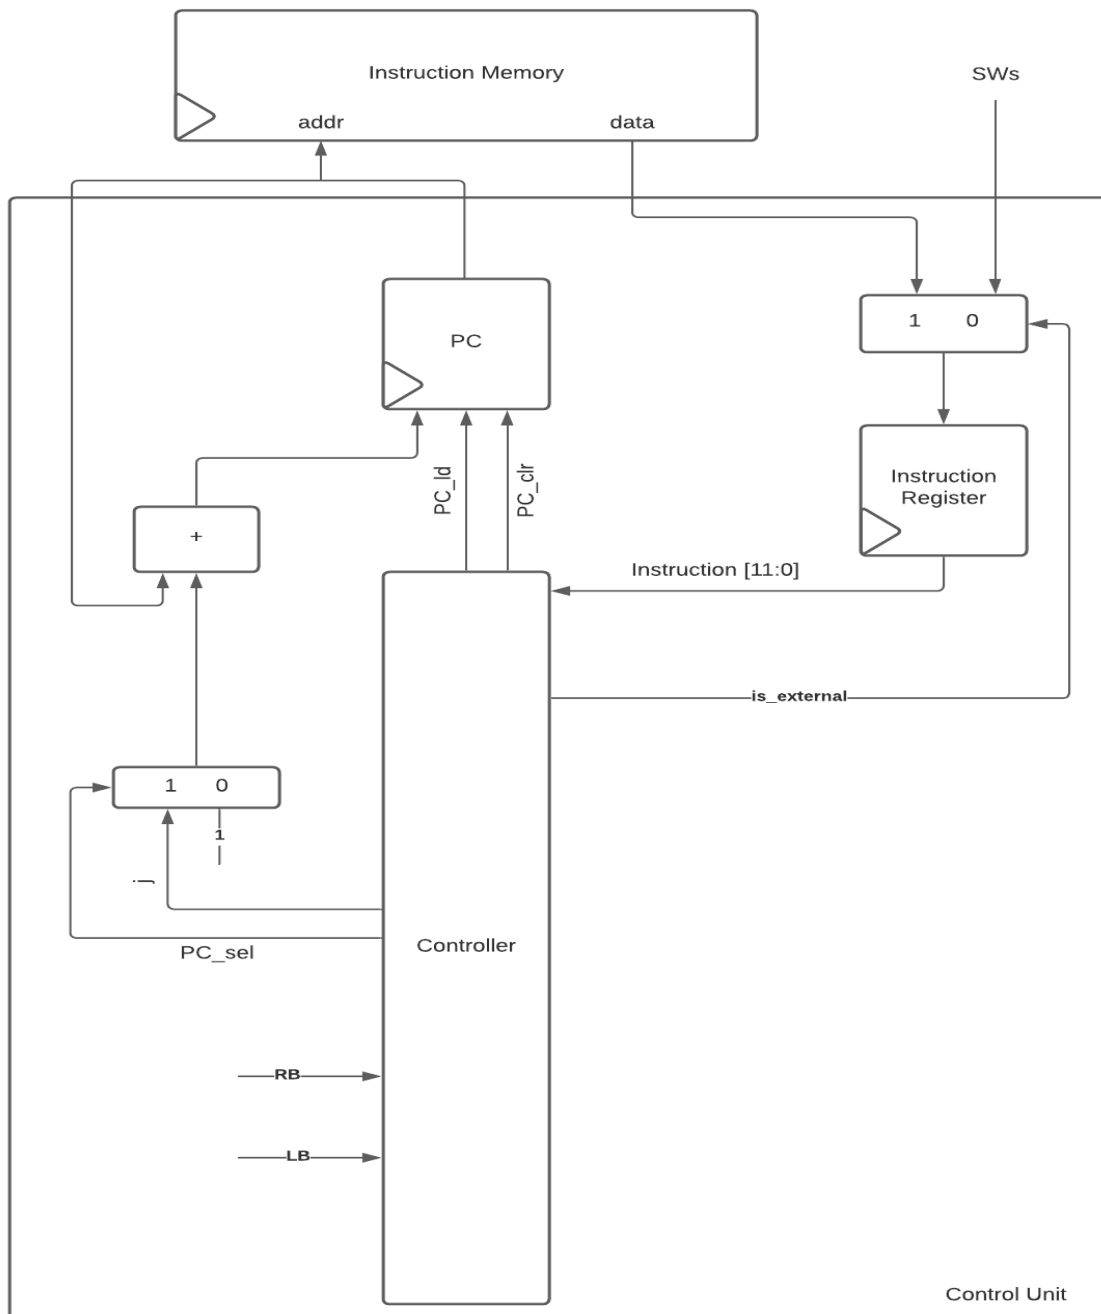 Instruction Memory
SWs
addr
data
PC
1 0
Instruction
Register
PC_ld
PC_clr
+
Instruction [11:0]
is_external
1 0
1
j
PC_sel
Controller
RB
LB
Control Unit